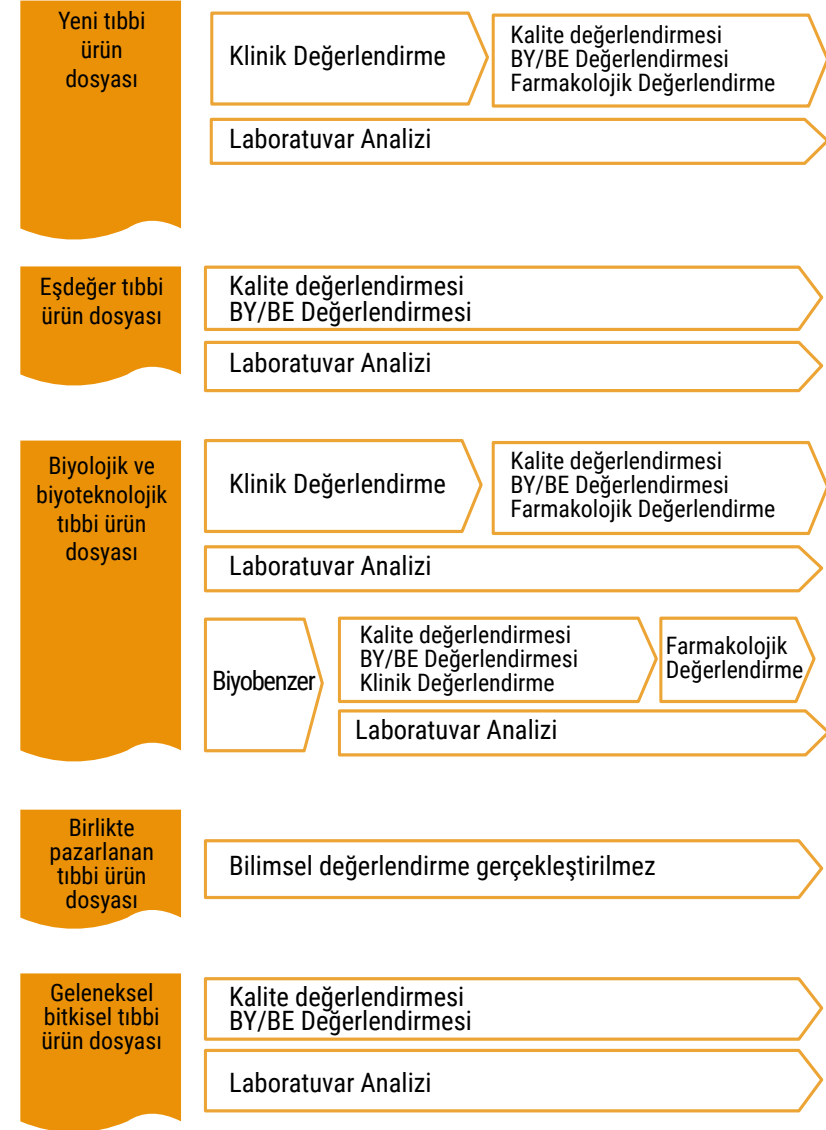 Yeni tıbbi
ürün
dosyası
Klinik Değerlendirme
Kalite değerlendirmesi
BY/BE Değerlendirmesi
Farmakolojik Değerlendirme
Laboratuvar Analizi
Eşdeğer tıbbi
ürün dosyası
Kalite değerlendirmesi
BY/BE Değerlendirmesi
Laboratuvar Analizi
Biyolojik ve
biyoteknolojik
tıbbi ürün
dosyası
Klinik Değerlendirme
Kalite değerlendirmesi
BY/BE Değerlendirmesi
Farmakolojik Değerlendirme
Laboratuvar Analizi
Biyobenzer
Kalite değerlendirmesi
BY/BE Değerlendirmesi
Klinik Değerlendirme
Farmakolojik
Değerlendirme
Laboratuvar Analizi
Birlikte
pazarlanan
tıbbi ürün
dosyası
Bilimsel değerlendirme gerçekleştirilmez
Geleneksel
bitkisel tıbbi
ürün dosyası
Kalite değerlendirmesi
BY/BE Değerlendirmesi
Laboratuvar Analizi